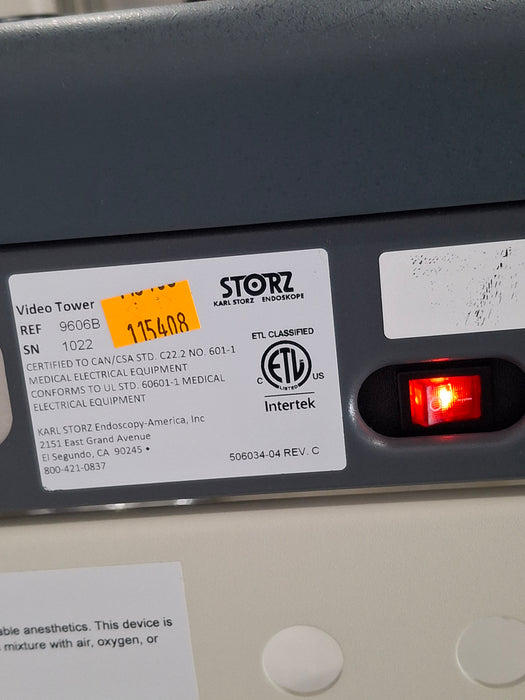 STORZ
KARL STORZ ENDOSKOPE
Video Tower
REF 9606B
SN 1022
115408
CERTIFIED TO CAN/CSA STD. C22.2 NO. 601-1
MEDICAL ELECTRICAL EQUIPMENT
CONFORMS TO UL STD. 60601-1 MEDICAL
ELECTRICAL EQUIPMENT
ETL CLASSIFIED
C ETL US
LISTED
Intertek
KARL STORZ Endoscopy-America, Inc
2151 East Grand Avenue
El Segundo, CA 90245 •
800-421-0837
506034-04 REV. C
able anesthetics. This device is
mixture with air, oxygen, or